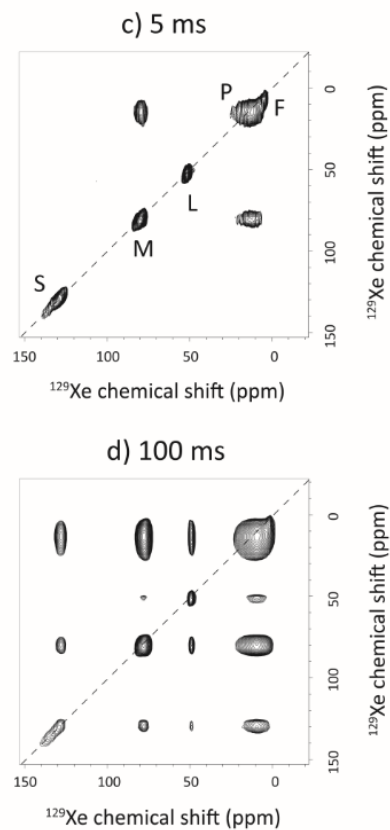 c) 5 ms
P
F
L
M
S
0
50
100
150
¹²⁹Xe chemical shift (ppm)
150 100 50 0
¹²⁹Xe chemical shift (ppm)
d) 100 ms
0
50
100
150
¹²⁹Xe chemical shift (ppm)
150 100 50 0
¹²⁹Xe chemical shift (ppm)